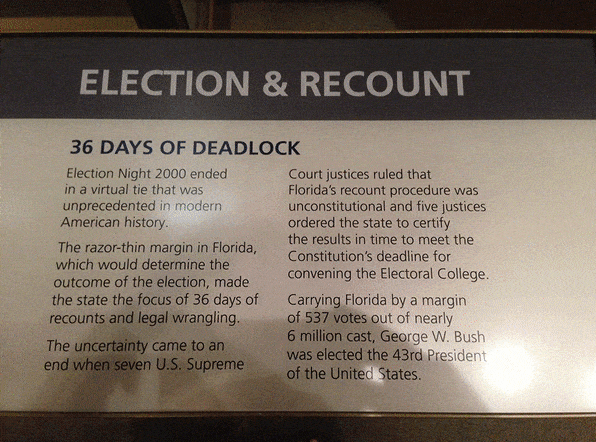 ELECTION & RECOUNT
36 DAYS OF DEADLOCK
Election Night 2000 ended
in a virtual tie that was
unprecedented in modern
American history.
The razor-thin margin in Florida,
which would determine the
outcome of the election, made
the state the focus of 36 days of
recounts and legal wrangling.
The uncertainty came to an
end when seven U.S. Supreme
Court justices ruled that
Florida's recount procedure was
unconstitutional and five justices
ordered the state to certify
the results in time to meet the
Constitution's deadline for
convening the Electoral College.
Carrying Florida by a margin
of 537 votes out of nearly
6 million cast, George W. Bush
was elected the 43rd President
of the United States.